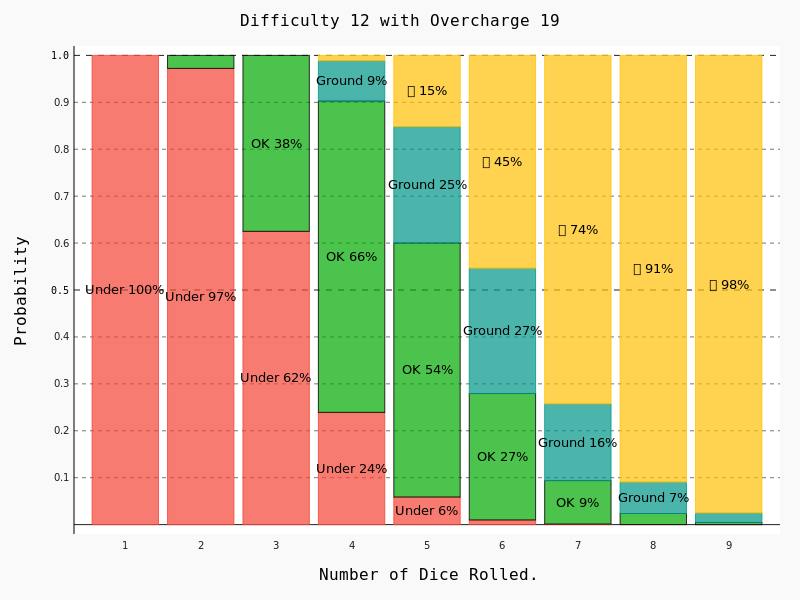 Difficulty 12 with Overcharge 19
Probability
1.0
0.9
0.8
0.7
0.6
0.5
0.4
0.3
0.2
0.1
Under 100%
Under 97%
OK 38%
Under 62%
Ground 9%
OK 66%
Under 24%
15%
Ground 25%
OK 54%
Under 6%
45%
Ground 27%
OK 27%
74%
Ground 16%
OK 9%
91%
Ground 7%
98%
1 2 3 4 5 6 7 8 9
Number of Dice Rolled.